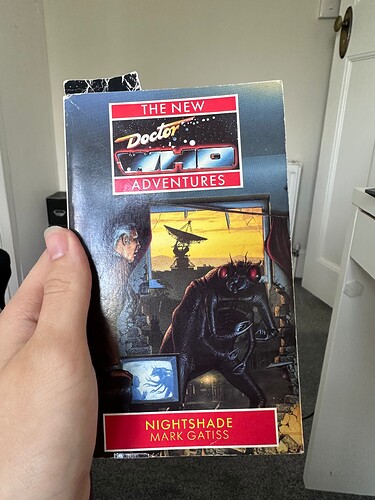 THE NEW
Doctor
WHO
ADVENTURES
NIGHTSHADE
MARK GATISS